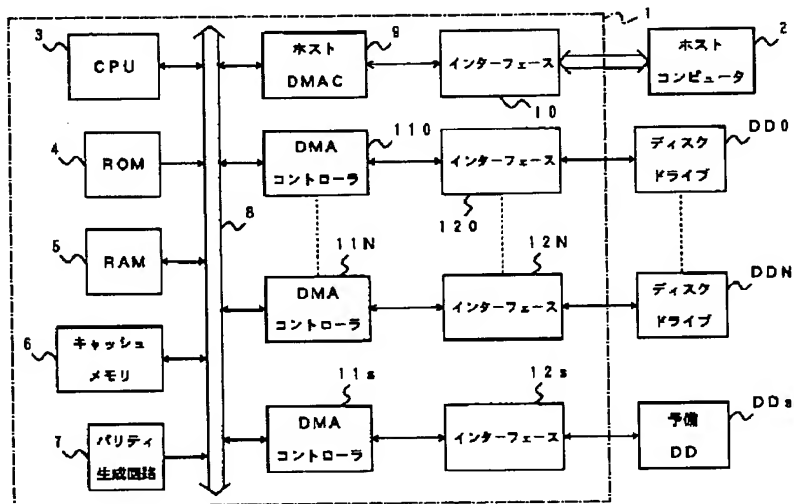 1
3
CPU
ホスト
DMAC
9
インターフェース
10
ホスト
コンピュータ
2
4
ROM
DMA
コントローラ
110
インターフェース
120
ディスク
ドライブ
DD0
5
RAM
8
11N
DMA
コントローラ
12N
インターフェース
ディスク
ドライブ
DDN
6
キャッシュ
メモリ
11s
DMA
コントローラ
12s
インターフェース
予備
DD
DDs
7
パリティ
生成回路